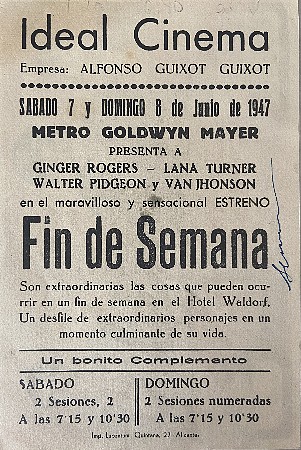 Ideal Cinema
Empresa: ALFONSO GUIXOT GUIXOT
SABADO 7 y DOMINGO 8 de Junio de 1947
METRO GOLDWYN MAYER
PRESENTA A
GINGER ROGERS - LANA TURNER
WALTER PIDGEON y VAN JHONSON
en el maravilloso y sensacional ESTRENO
Fin de Semana
Son extraordinarias las cosas que pueden ocu-
rrir en un fin de semana en el Hotel Waldorf.
Un desfile de extraordinarios personajes en un
momento culminante de su vida.
Un bonito Complemento
SABADO
2 Sesiones, 2
A las 7'15 y 10'30
DOMINGO
2 Sesiones numeradas
A las 7'15 y 10'30
Imp. Quintana, 27 Alicante